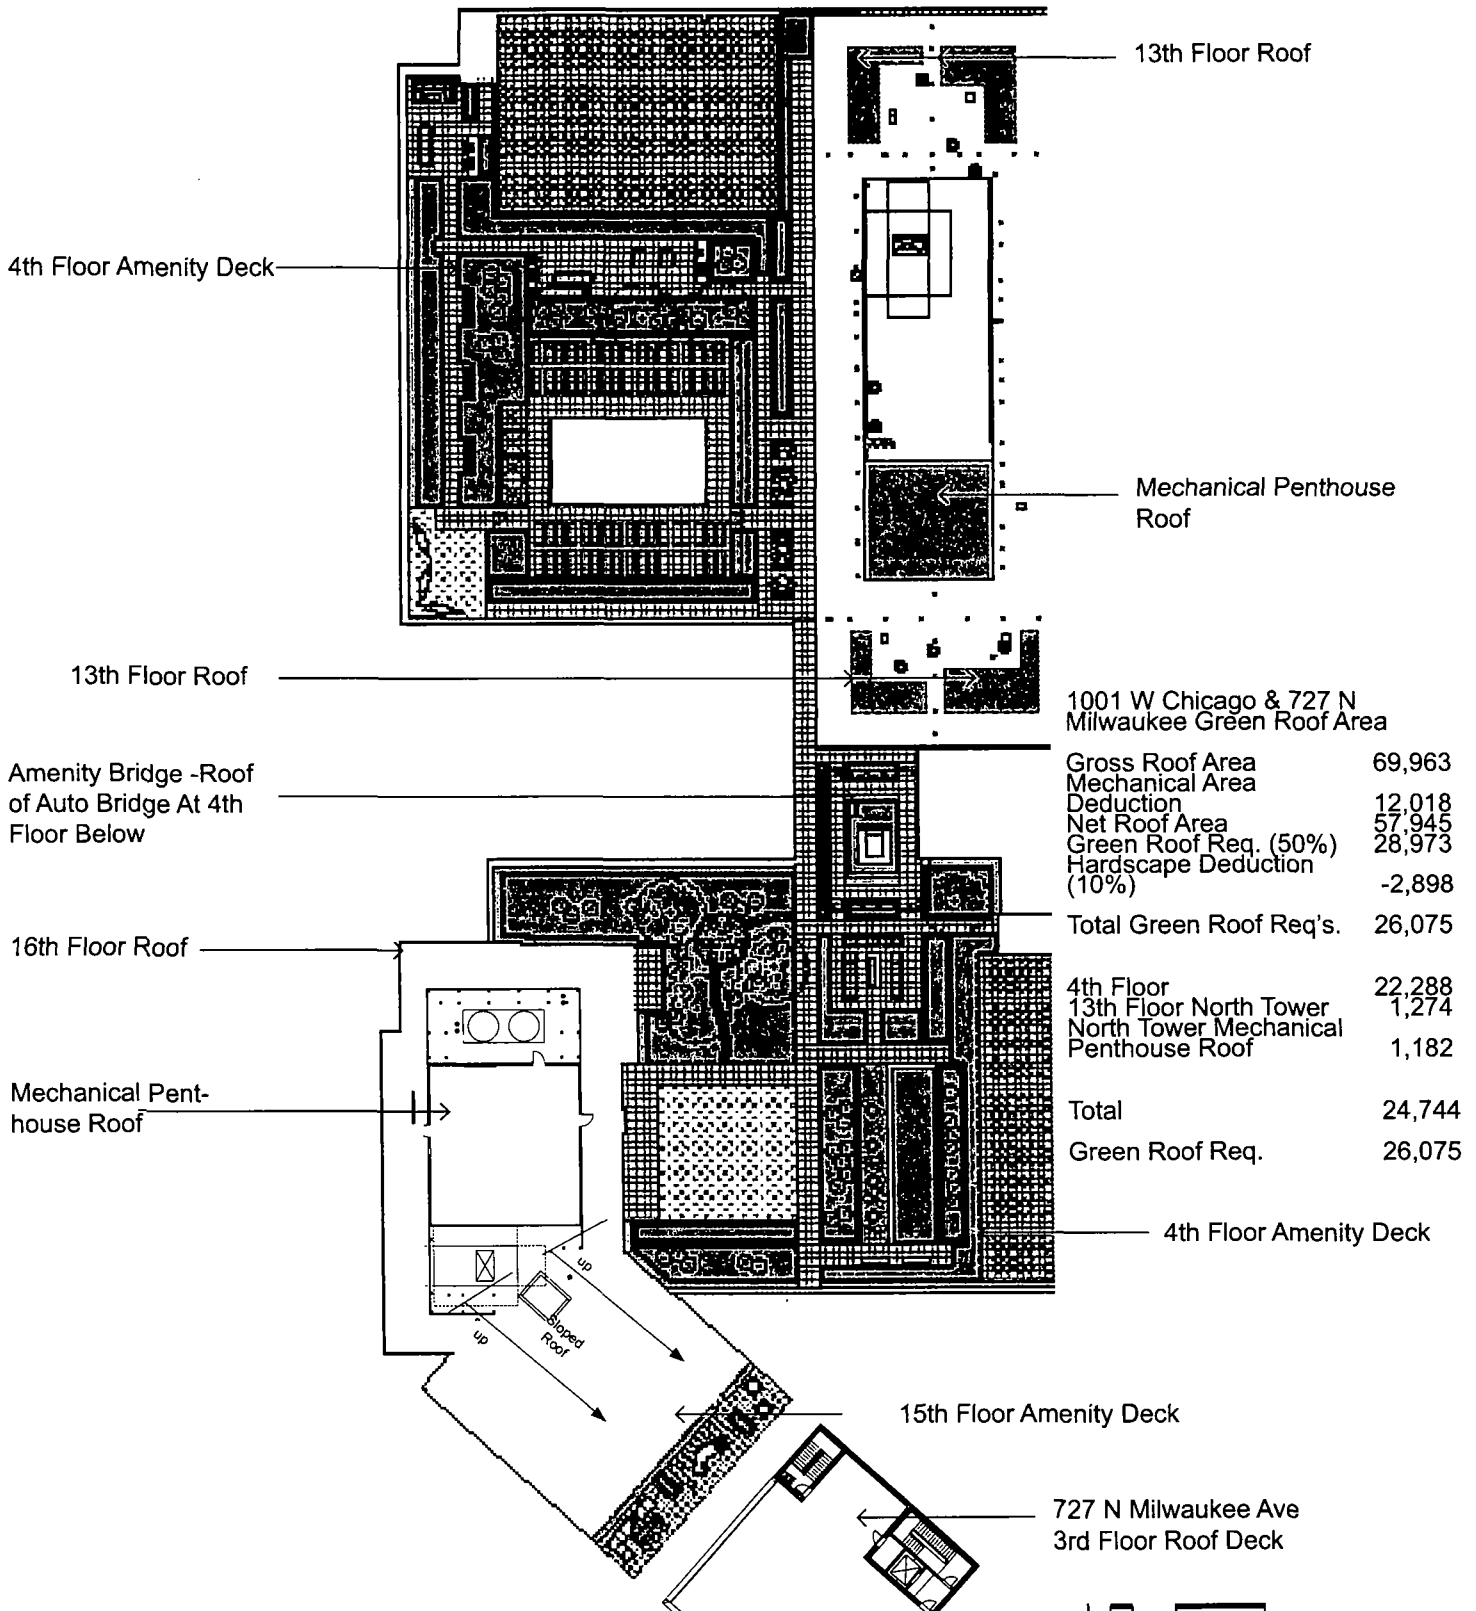 13th Floor Roof
4th Floor Amenity Deck
Mechanical Penthouse
Roof
13th Floor Roof
1001 W Chicago & 727 N
Milwaukee Green Roof Area
Gross Roof Area 69,963
Mechanical Area
Deduction 12,018
Net Roof Area 57,945
Green Roof Req. (50%) 28,973
Hardscape Deduction
(10%) -2,898
Total Green Roof Req's. 26,075
Amenity Bridge -Roof
of Auto Bridge At 4th
Floor Below
16th Floor Roof
4th Floor 22,288
13th Floor North Tower 1,274
North Tower Mechanical
Penthouse Roof 1,182
Total 24,744
Green Roof Req. 26,075
Mechanical Pent-
house Roof
4th Floor Amenity Deck
up
up
Sloped
Roof
15th Floor Amenity Deck
727 N Milwaukee Ave
3rd Floor Roof Deck